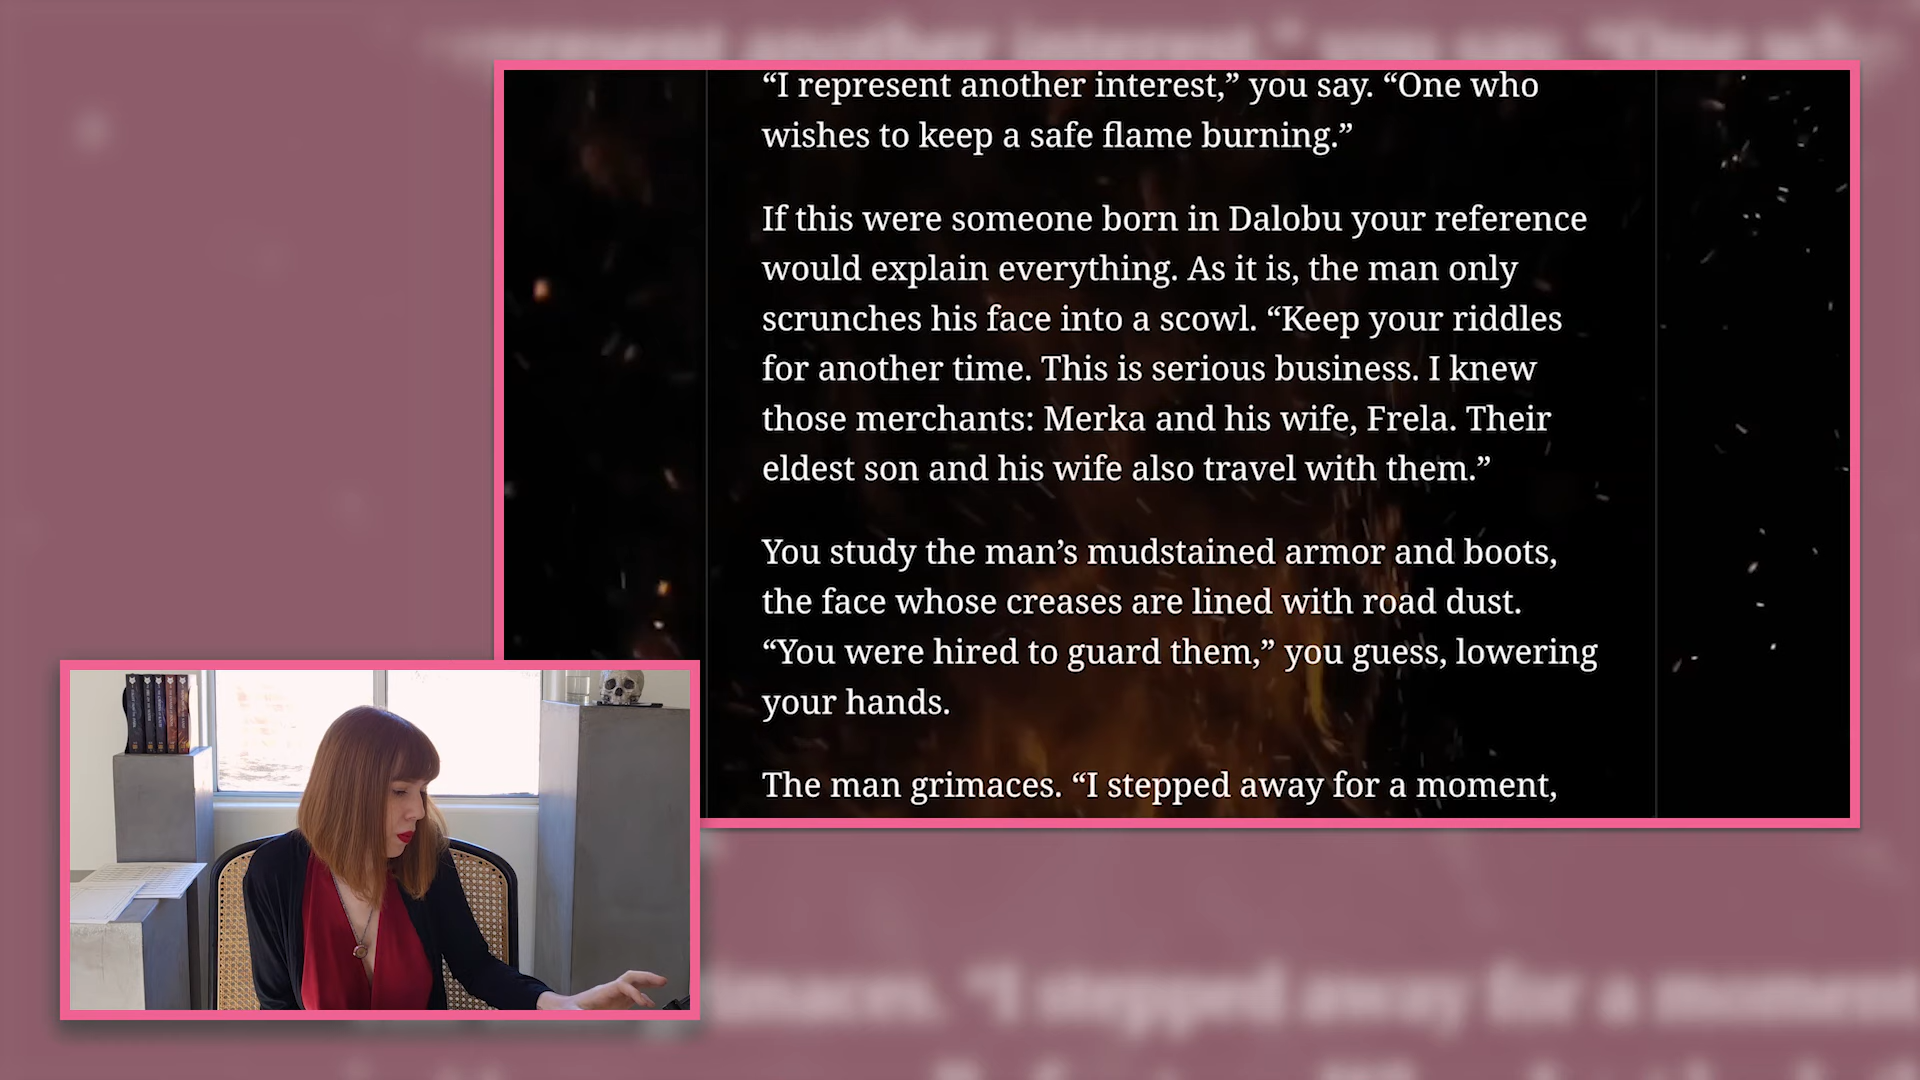 “I represent another interest,” you say. “One who
wishes to keep a safe flame burning.”
If this were someone born in Dalobu your reference
would explain everything. As it is, the man only
scrunches his face into a scowl. “Keep your riddles
for another time. This is serious business. I knew
those merchants: Merka and his wife, Frela. Their
eldest son and his wife also travel with them.”
You study the man’s mudstained armor and boots,
the face whose creases are lined with road dust.
“You were hired to guard them,” you guess, lowering
your hands.
The man grimaces. “I stepped away for a moment,